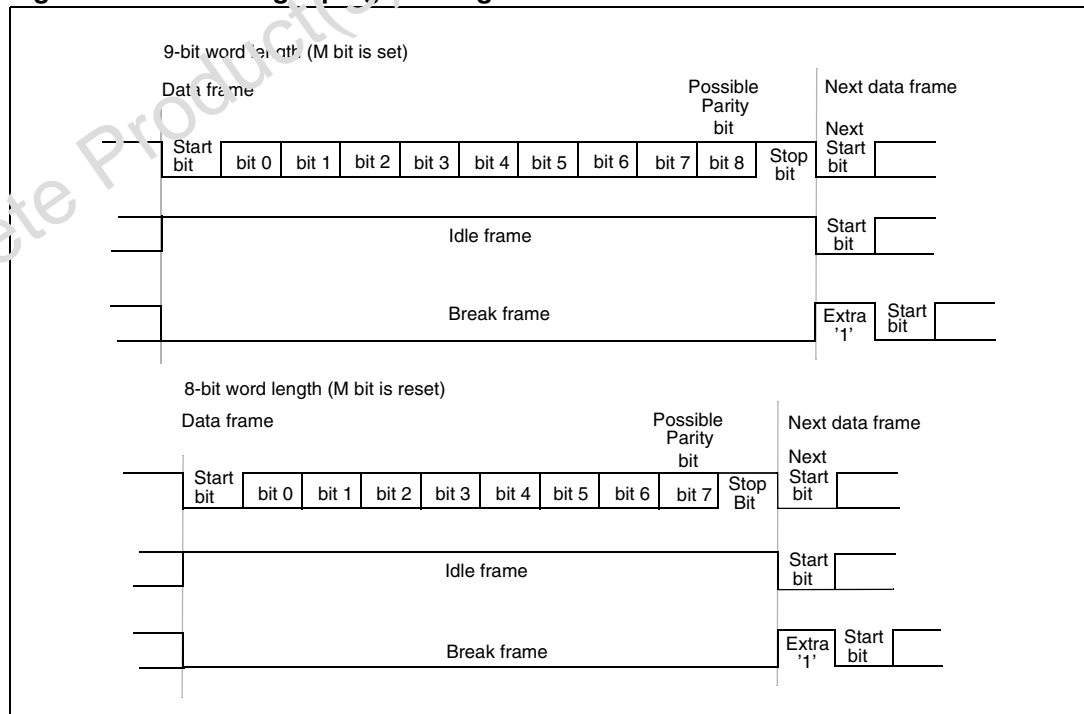 9-bit word length (M bit is set)
Data frame
Possible
Parity
bit
Next data frame
Next
Start
bit
Start
bit
bit 0
bit 1
bit 2
bit 3
bit 4
bit 5
bit 6
bit 7
bit 8
Stop
bit
Idle frame
Start
bit
Break frame
Extra
'1'
Start
bit
8-bit word length (M bit is reset)
Data frame
Possible
Parity
bit
Next data frame
Next
Start
bit
Start
bit
bit 0
bit 1
bit 2
bit 3
bit 4
bit 5
bit 6
bit 7
Stop
Bit
Idle frame
Start
bit
Break frame
Extra
'1'
Start
bit
ete Product(s)